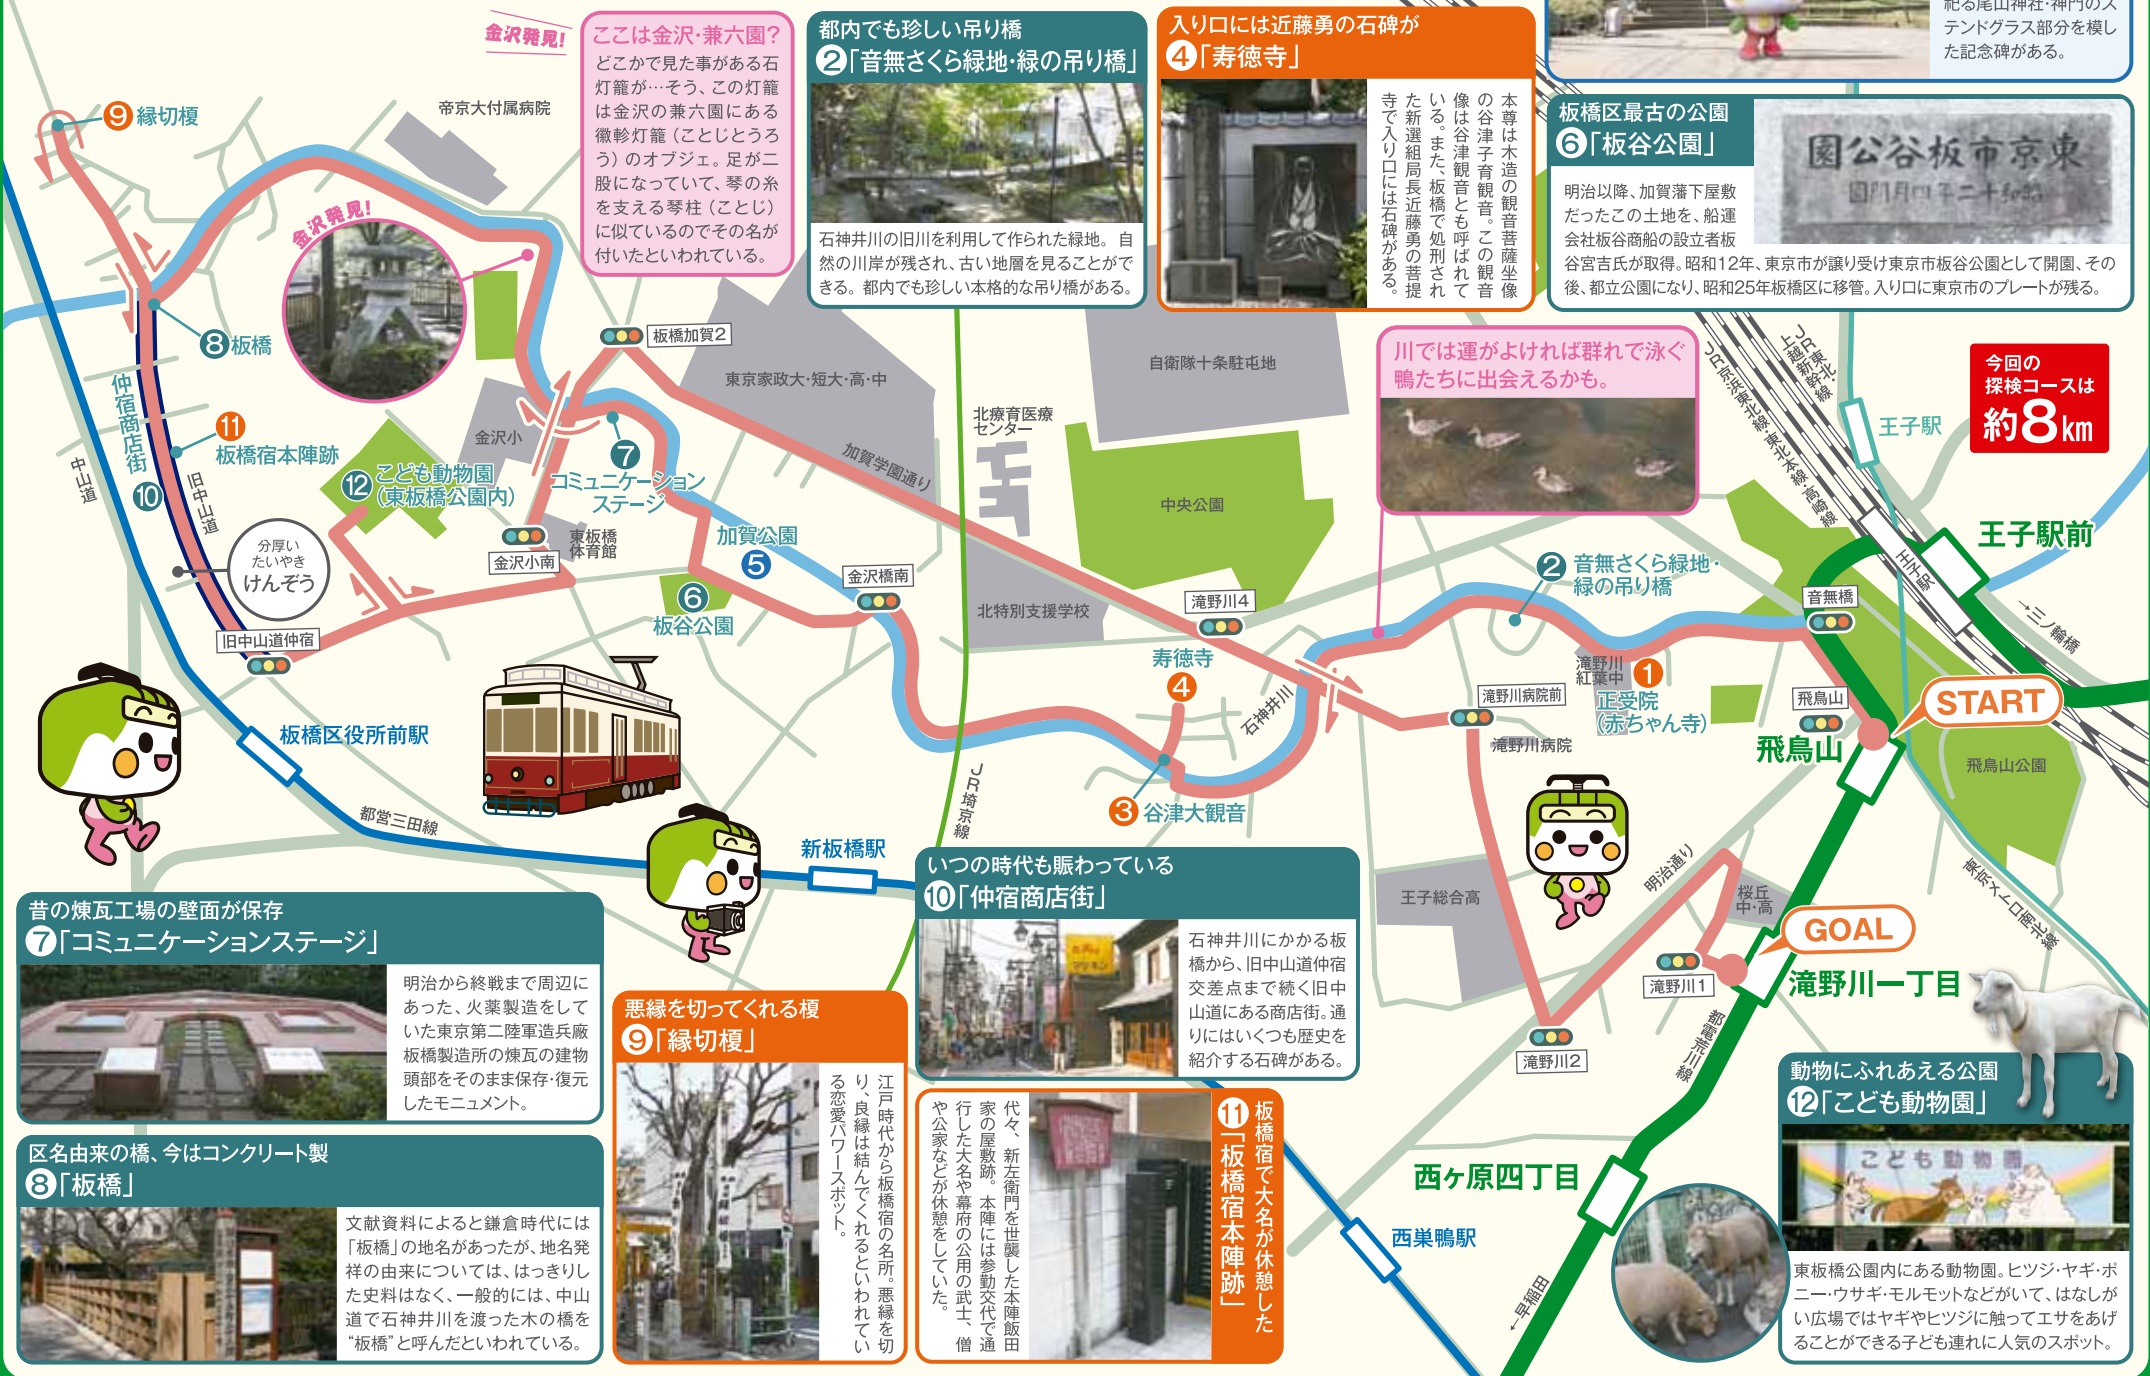 金沢発見!
ここは金沢・兼六園?
どこかで見た事がある石
灯籠が…そう、この灯籠
は金沢の兼六園にある
徽軫灯籠(ことじとうろ
う)のオブジェ。足が二
股になっていて、琴の糸
を支える琴柱(ことじ)
に似ているのでその名が
付いたといわれている。
都内でも珍しい吊り橋
②「音無さくら緑地・緑の吊り橋」
石神井川の旧川を利用して作られた緑地。自
然の川岸が残され、古い地層を見ることがで
きる。都内でも珍しい本格的な吊り橋がある。
入り口には近藤勇の石碑が
④「寿徳寺」
本尊は木造の観音菩薩坐像
の谷津子育観音。この観音
像は谷津観音とも呼ばれて
いる。また、板橋で処刑され
た新選組局長近藤勇の菩提
寺で入り口には石碑がある。
祀る尾山神社・神門のス
テンドグラス部分を模し
た記念碑がある。
板橋区最古の公園
⑥「板谷公園」
園公谷板市京東
園開月四年二十和昭
明治以降、加賀藩下屋敷
だったこの土地を、船運
会社板谷商船の設立者板
谷宮吉氏が取得。昭和12年、東京市が譲り受け東京市板谷公園として開園、その
後、都立公園になり、昭和25年板橋区に移管。入り口に東京市のプレートが残る。
⑨縁切榎
帝京大付属病院
金沢発見!
⑧板橋
仲宿商店街
⑩
⑪
板橋宿本陣跡
中山道
旧中山道
分厚い
たいやき
けんぞう
旧中山道仲宿
⑫こども動物園
(東板橋公園内)
金沢小
金沢小南
東板橋
体育館
板橋加賀2
東京家政大・短大・高・中
加賀学園通り
⑦
コミュニケーション
ステージ
加賀公園
⑤
⑥
板谷公園
金沢橋南
北療育医療
センター
自衛隊十条駐屯地
中央公園
北特別支援学校
滝野川4
寿徳寺
④
石神井川
③谷津大観音
JR埼京線
川では運がよければ群れで泳ぐ
鴨たちに出会えるかも。
②音無さくら緑地・
緑の吊り橋
滝野川
紅葉中
①
正受院
(赤ちゃん寺)
滝野川病院前
滝野川病院
音無橋
飛鳥山
飛鳥山
START
飛鳥山公園
JR京浜東北線・東北本線・高崎線
JR東北・
上越新幹線
王子駅
王子駅
王子駅前
→三ノ輪橋
今回の
探検コースは
約8km
東京メトロ南北線
明治通り
桜丘
中・高
GOAL
滝野川一丁目
滝野川1
滝野川2
王子総合高
都電荒川線
西ヶ原四丁目
西巣鴨駅
←早稲田
板橋区役所前駅
都営三田線
新板橋駅
昔の煉瓦工場の壁面が保存
⑦「コミュニケーションステージ」
明治から終戦まで周辺に
あった、火薬製造をして
いた東京第二陸軍造兵廠
板橋製造所の煉瓦の建物
頭部をそのまま保存・復元
したモニュメント。
区名由来の橋、今はコンクリート製
⑧「板橋」
文献資料によると鎌倉時代には
「板橋」の地名があったが、地名発
祥の由来については、はっきりし
た史料はなく、一般的には、中山
道で石神井川を渡った木の橋を
“板橋”と呼んだといわれている。
悪縁を切ってくれる榎
⑨「縁切榎」
江戸時代から板橋宿の名所。悪縁を切
り、良縁は結んでくれるといわれてい
る恋愛パワースポット。
いつの時代も賑わっている
⑩「仲宿商店街」
石神井川にかかる板
橋から、旧中山道仲宿
交差点まで続く旧中
山道にある商店街。通
りにはいくつも歴史を
紹介する石碑がある。
板橋宿で大名が休憩した
⑪「板橋宿本陣跡」
代々、新左衛門を世襲した本陣飯田
家の屋敷跡。本陣には参勤交代で通
行した大名や幕府の公用の武士、僧
や公家などが休憩をしていた。
動物にふれあえる公園
⑫「こども動物園」
こども動物園
東板橋公園内にある動物園。ヒツジ・ヤギ・ポ
ニー・ウサギ・モルモットなどがいて、はなしが
い広場ではヤギやヒツジに触ってエサをあげ
ることができる子ども連れに人気のスポット。